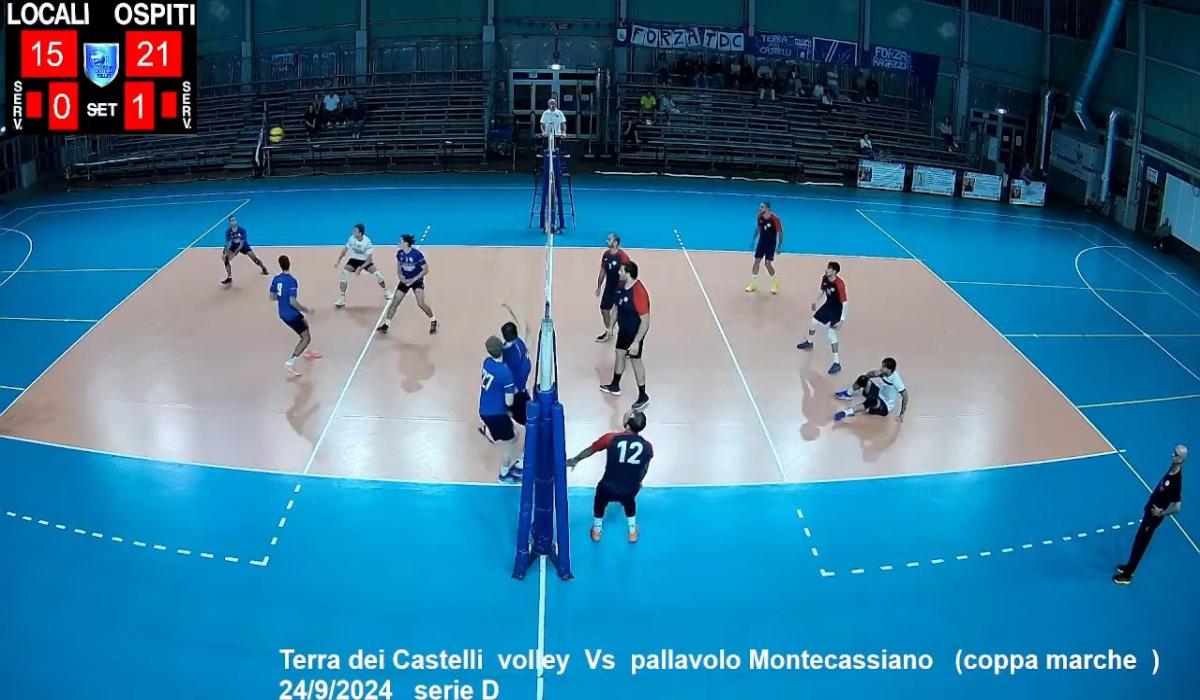 LOCALI OSPITI
15 21
SERV. 0 SET 1 SERV.
FORZA TDC
TERRA DEI CASTELLI
FORZA RAGAZZI
9
27
12
Terra dei Castelli volley Vs pallavolo Montecassiano (coppa marche )
24/9/2024 serie D